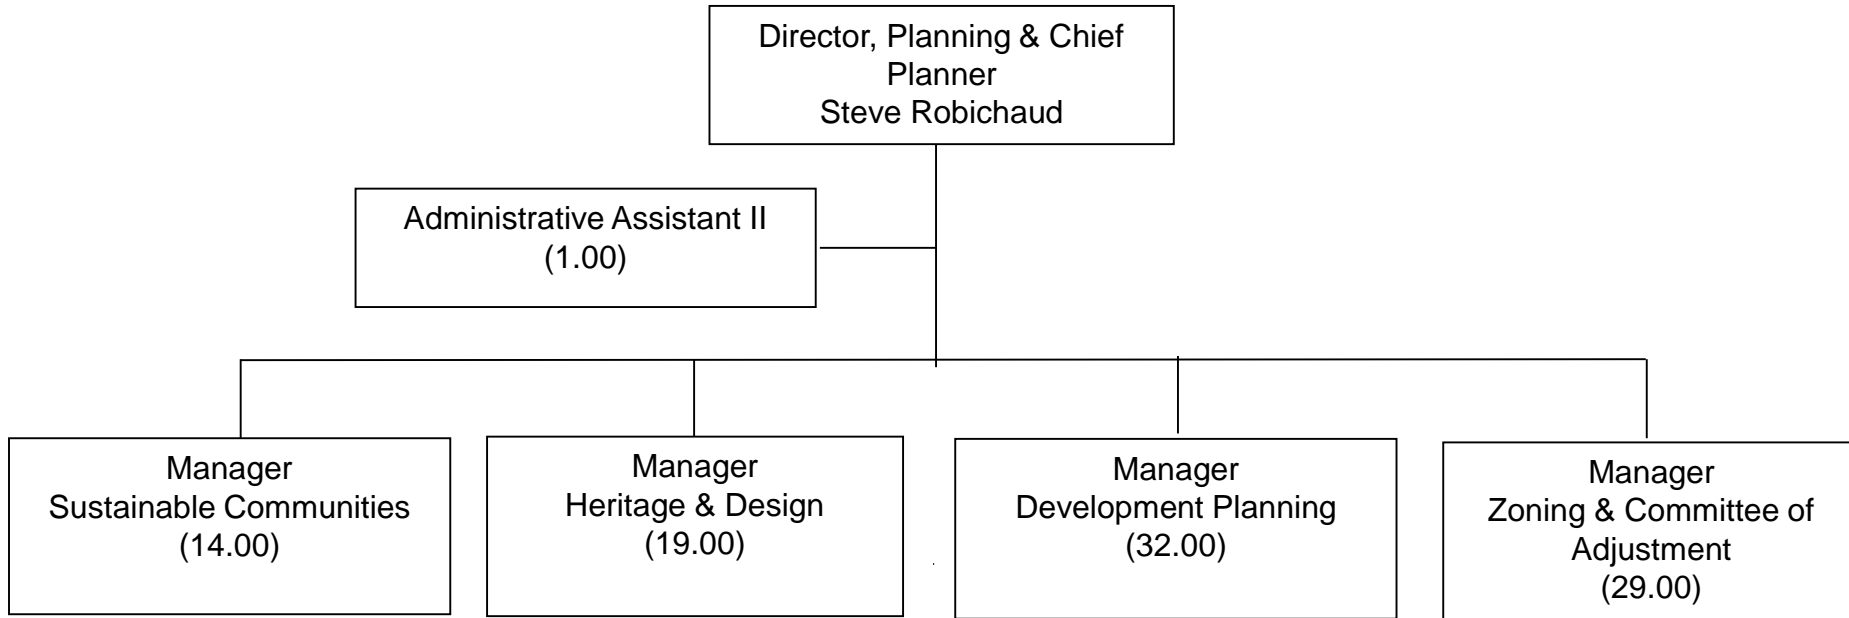 Director, Planning & Chief
Planner
Steve Robichaud
Administrative Assistant II
(1.00)
Manager
Sustainable Communities
(14.00)
Manager
Heritage & Design
(19.00)
Manager
Development Planning
(32.00)
Manager
Zoning & Committee of
Adjustment
(29.00)